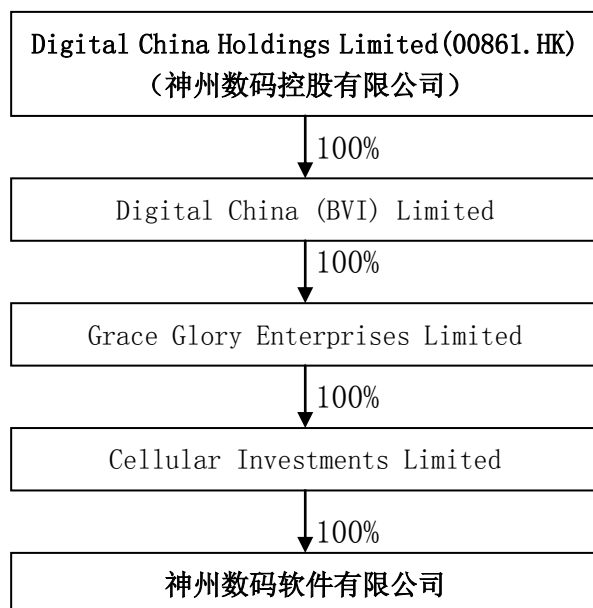 Digital China Holdings Limited(00861.HK)
（神州数码控股有限公司）
100%
Digital China (BVI) Limited
100%
Grace Glory Enterprises Limited
100%
Cellular Investments Limited
100%
神州数码软件有限公司